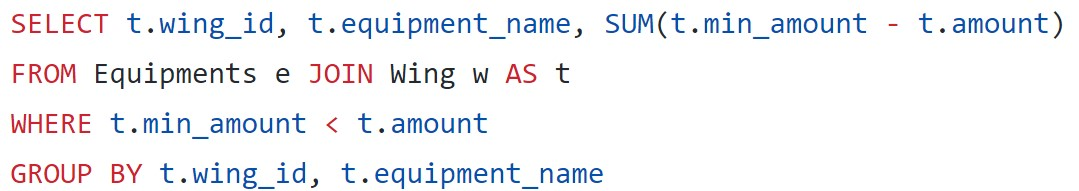 SELECT t.wing_id, t.equipment_name, SUM(t.min_amount - t.amount)
FROM Equipments e JOIN Wing w AS t
WHERE t.min_amount < t.amount
GROUP BY t.wing_id, t.equipment_name